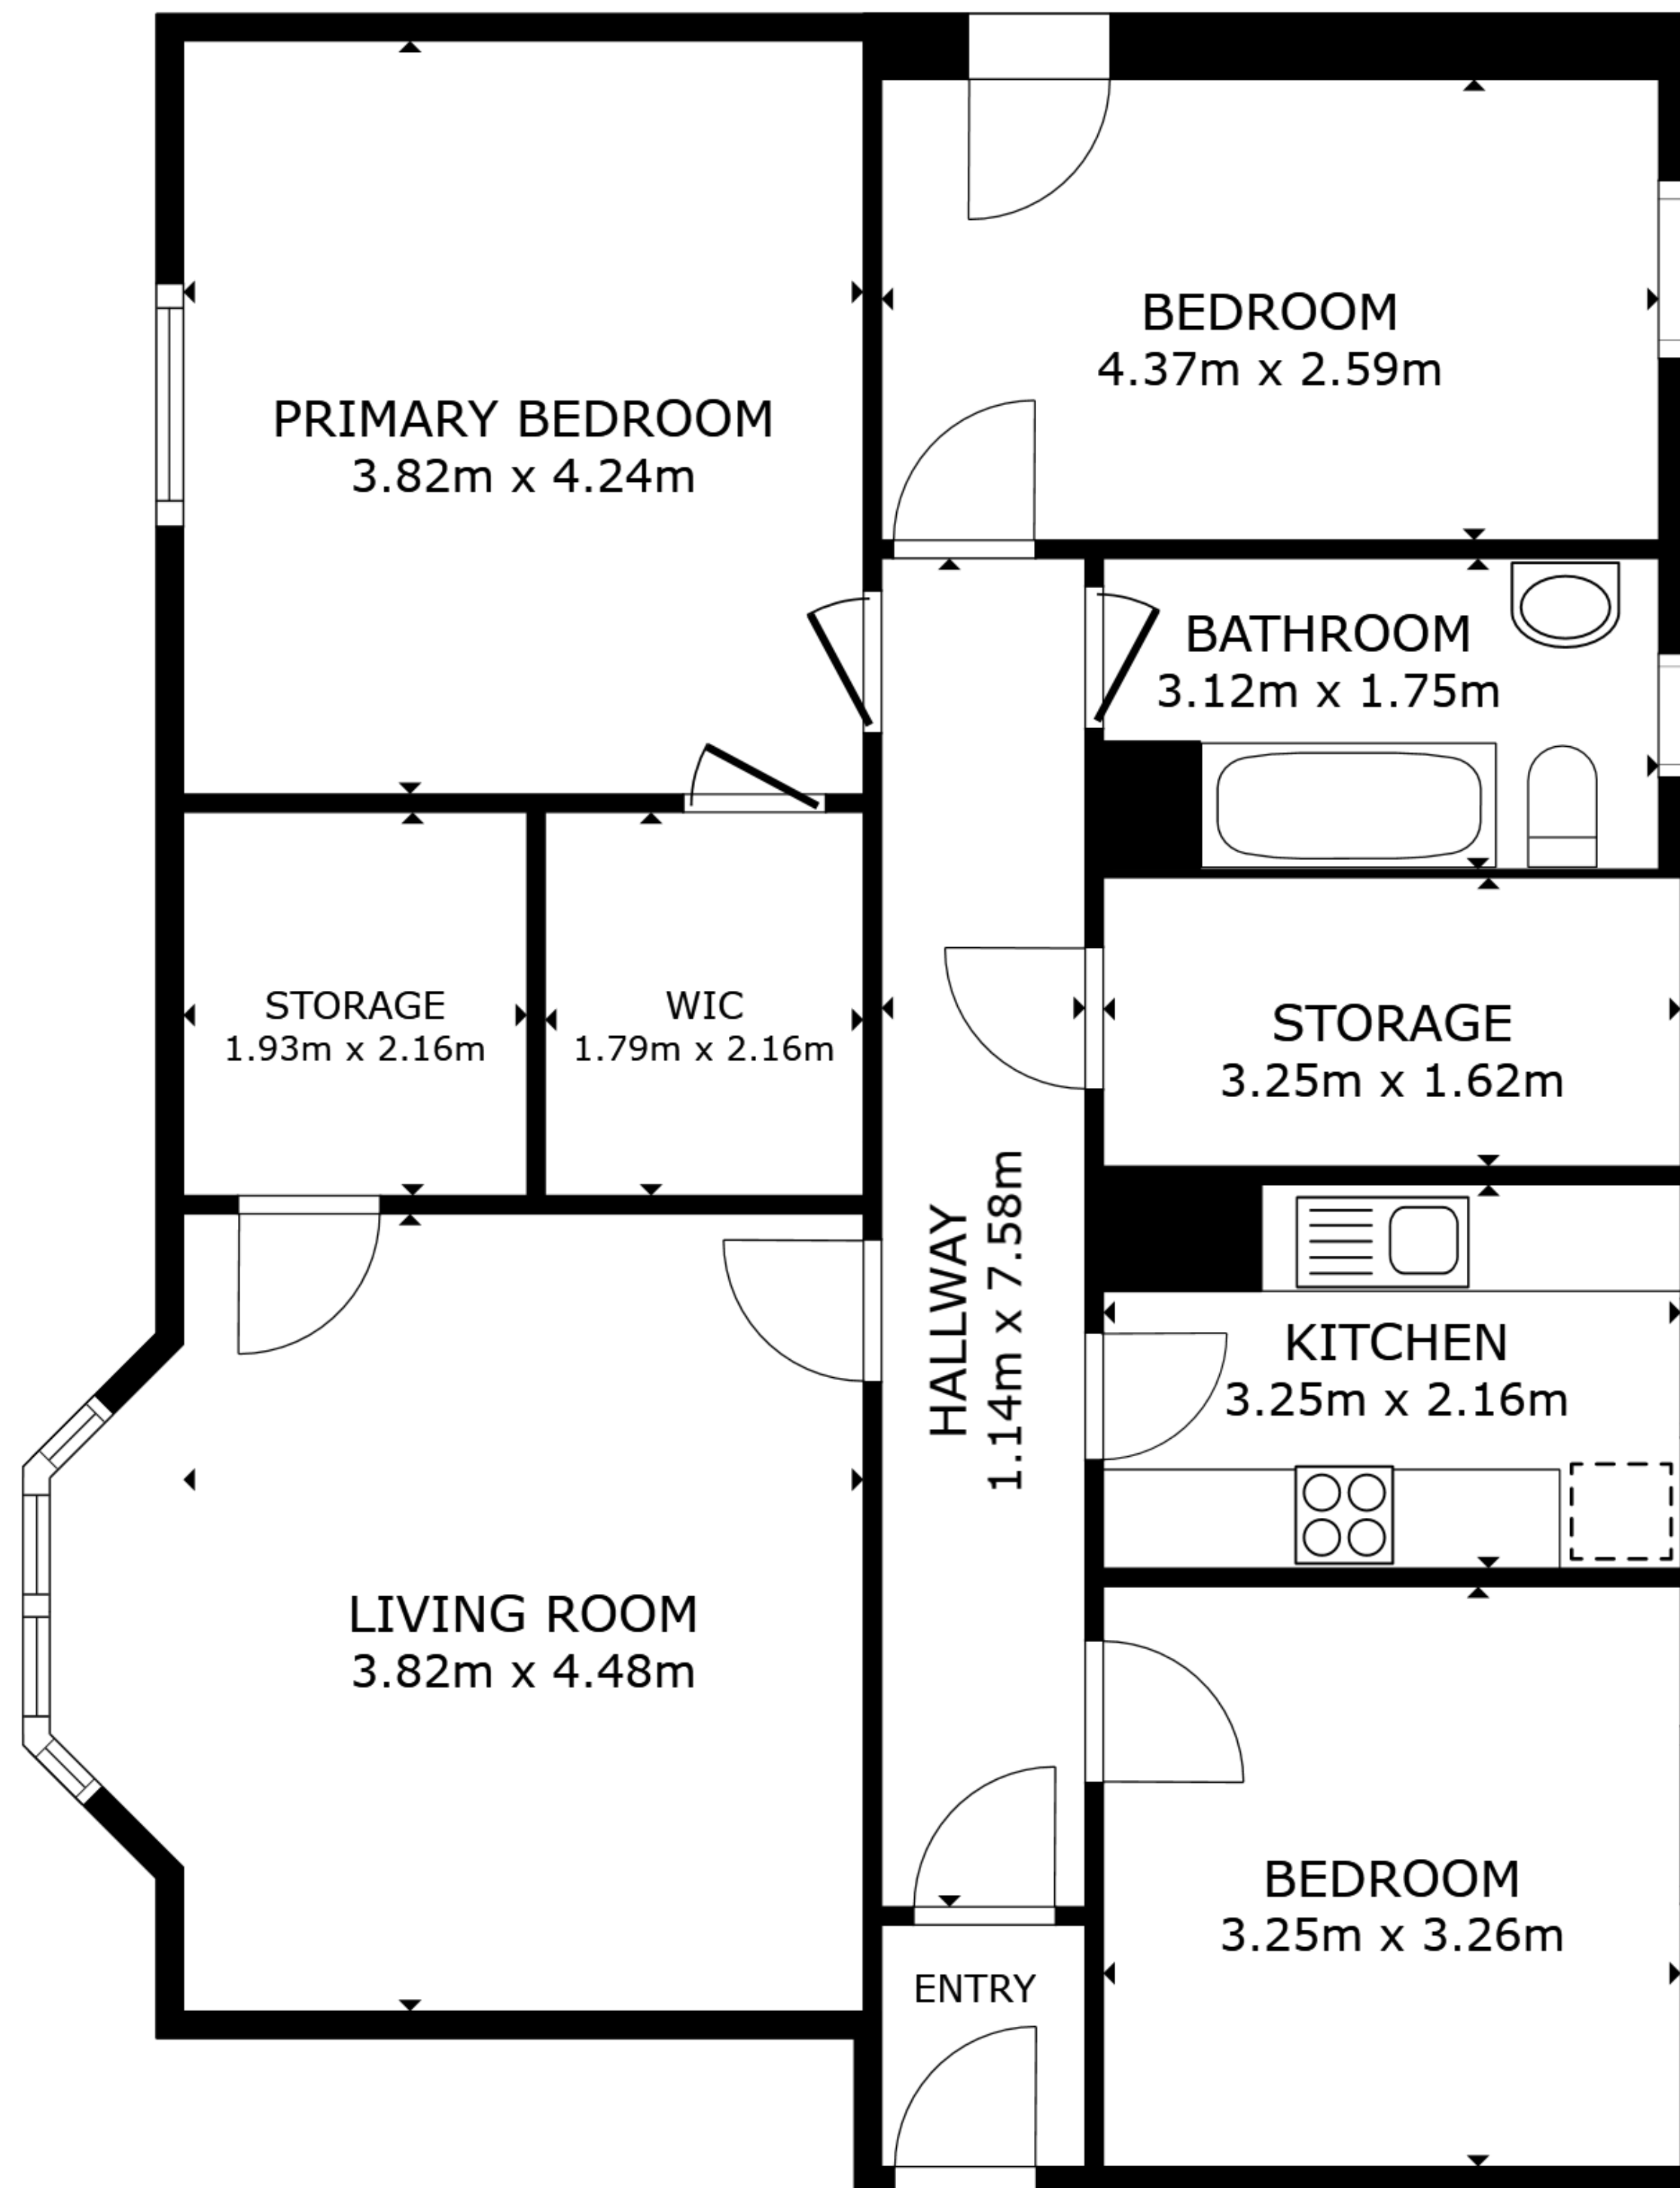 BEDROOM
4.37m x 2.59m
PRIMARY BEDROOM
3.82m x 4.24m
BATHROOM
3.12m x 1.75m
STORAGE
1.93m x 2.16m
WIC
1.79m x 2.16m
STORAGE
3.25m x 1.62m
HALLWAY
1.14m x 7.58m
KITCHEN
3.25m x 2.16m
LIVING ROOM
3.82m x 4.48m
BEDROOM
3.25m x 3.26m
ENTRY